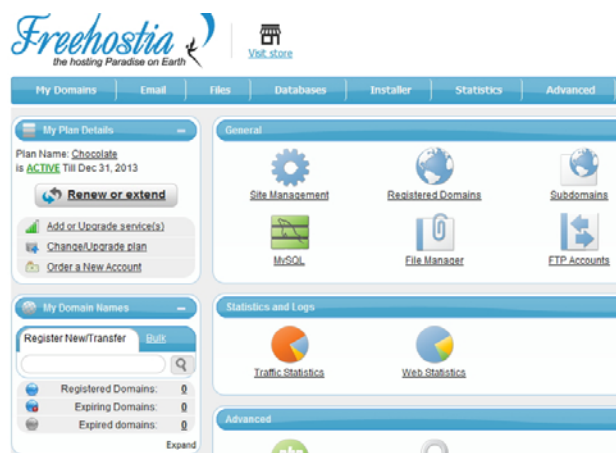 Freehostia
the hosting Paradise on Earth
Visit store
My Domains Email Files Databases Installer Statistics Advanced
My Plan Details
Plan Name: Chocolate
is ACTIVE Till Dec 31, 2013
Renew or extend
Add or Upgrade service(s)
Change/Upgrade plan
Order a New Account
My Domain Names
Register New/Transfer Bulk
Registered Domains: 0
Expiring Domains: 0
Expired domains: 0
Expand
General
Site Management Registered Domains Subdomains
MySQL File Manager FTP Accounts
Statistics and Logs
Traffic Statistics Web Statistics
Advanced